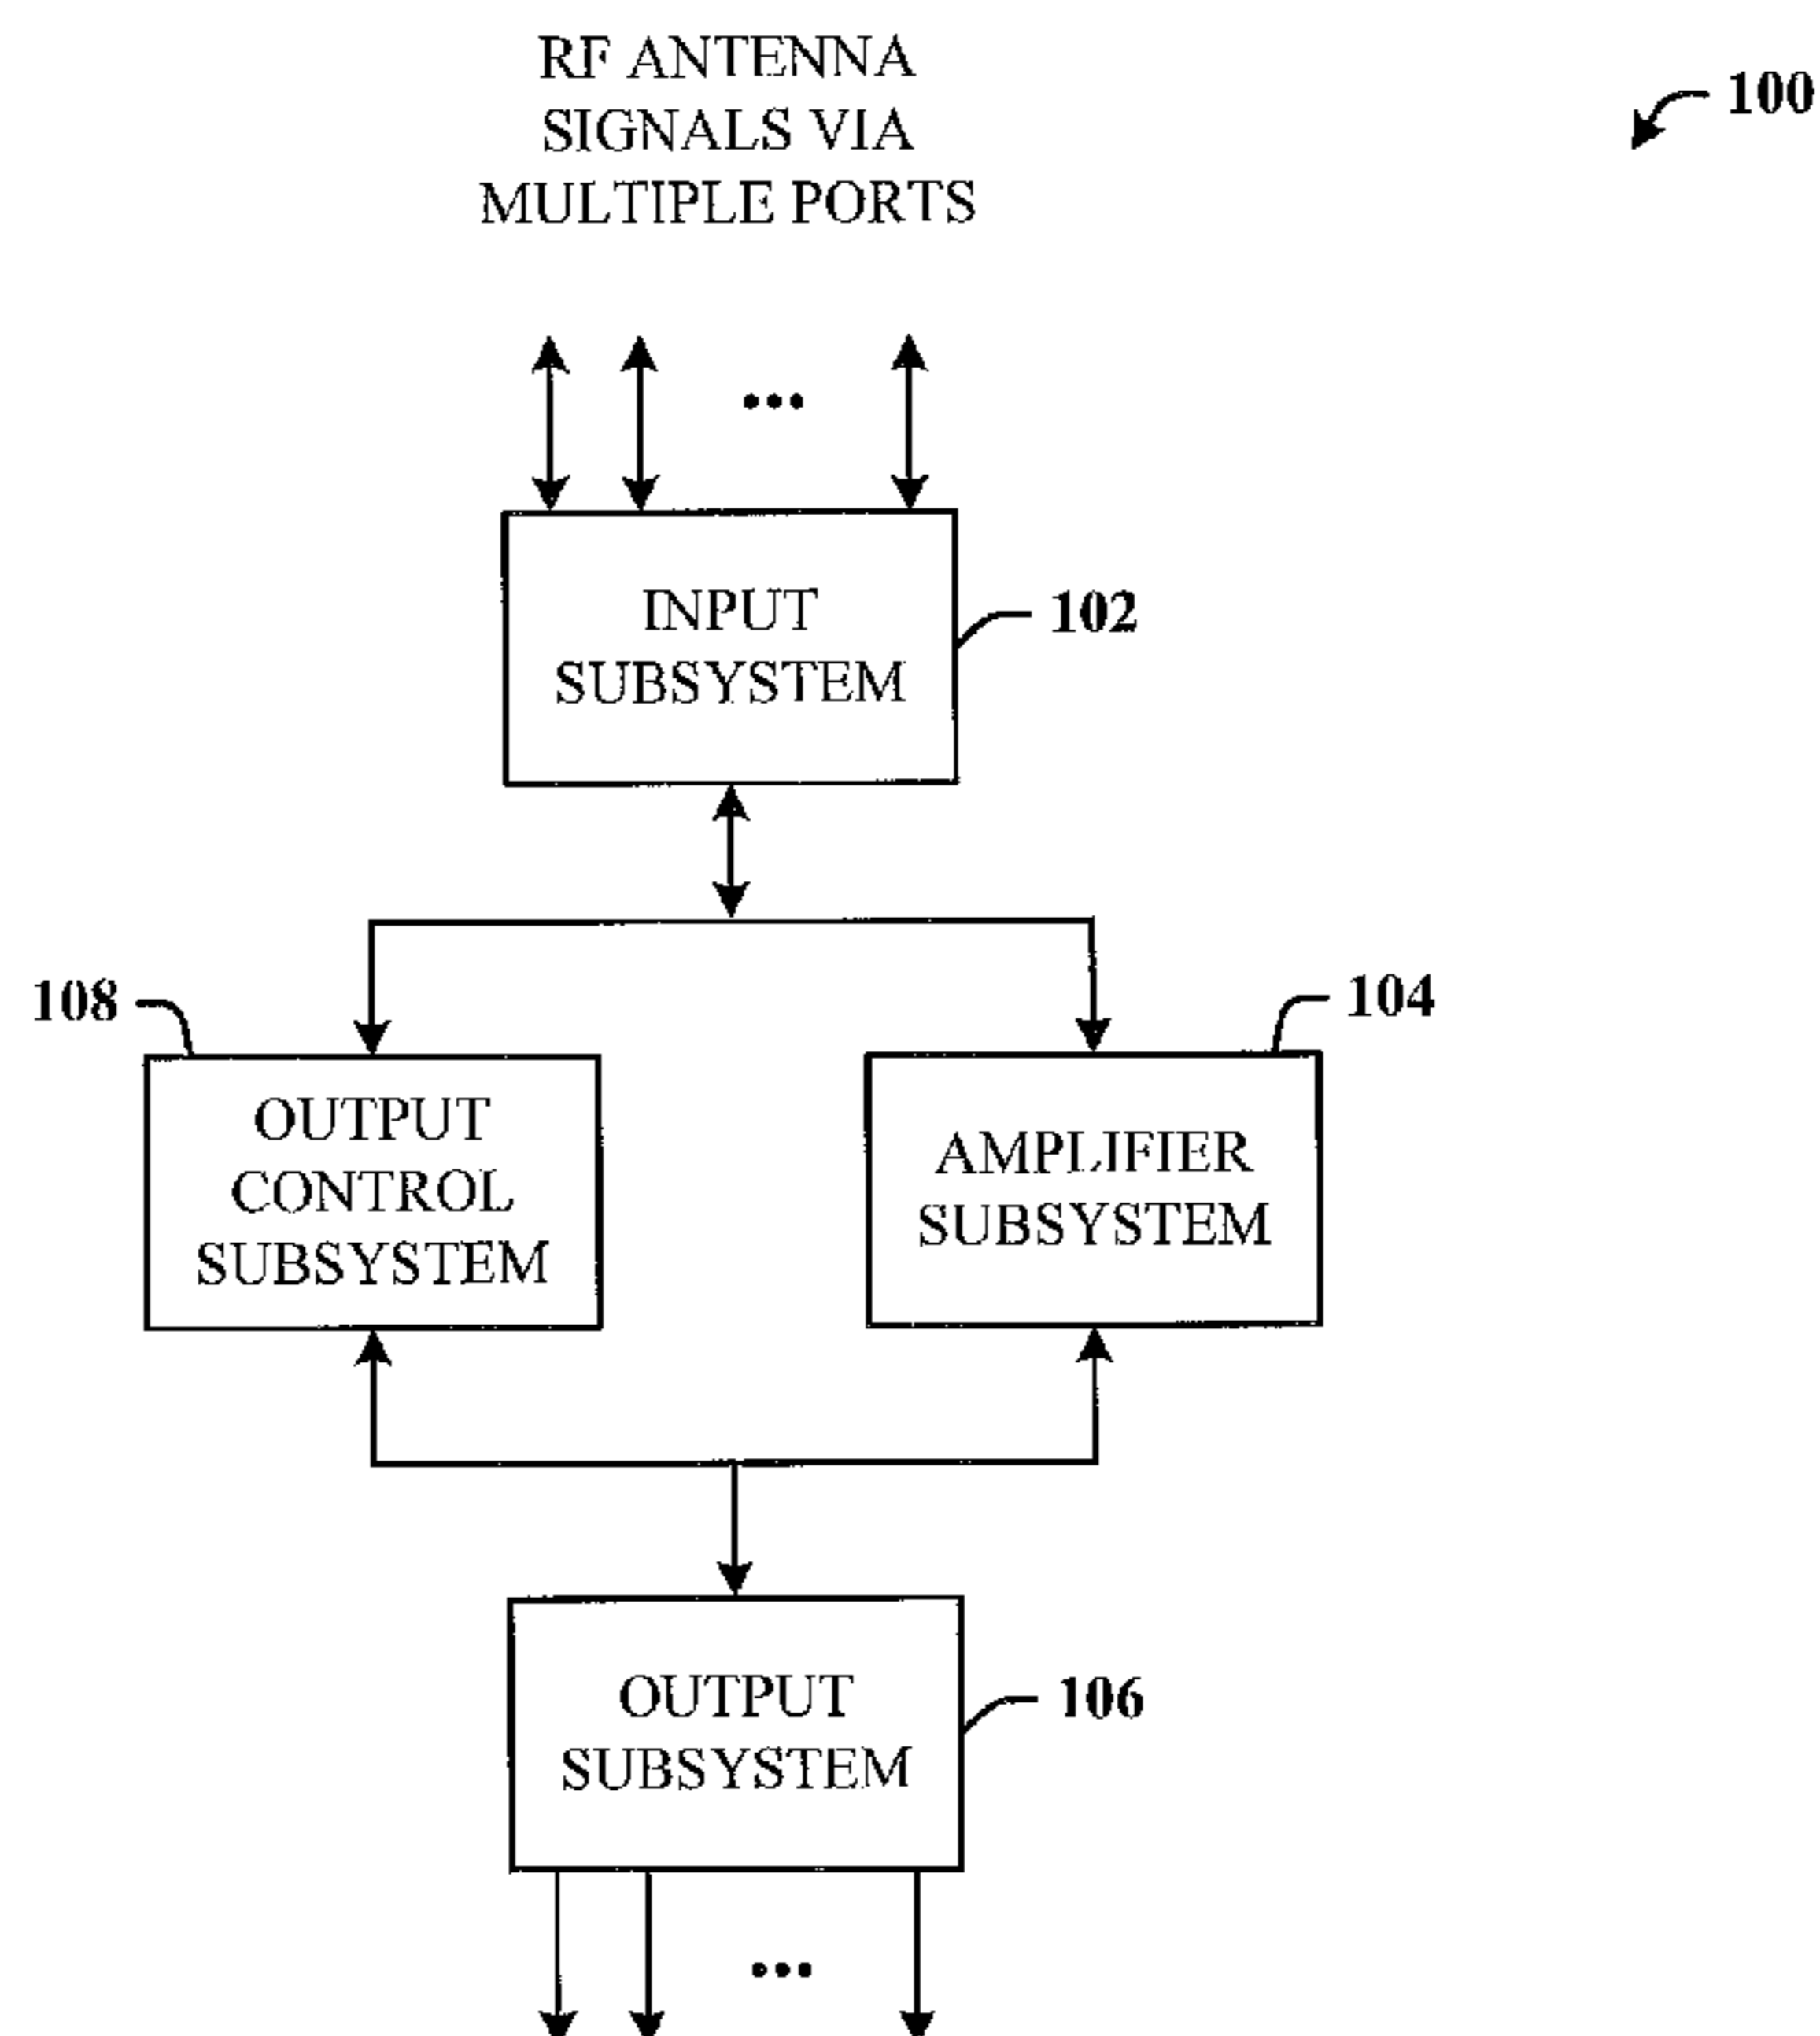 RF ANTENNA
SIGNALS VIA
MULTIPLE PORTS
100
...
INPUT
SUBSYSTEM
102
108
104
OUTPUT
CONTROL
SUBSYSTEM
AMPLIFIER
SUBSYSTEM
OUTPUT
SUBSYSTEM
106
...